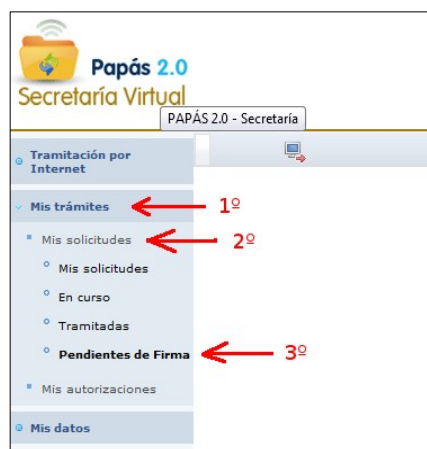 Papás 2.0
Secretaría Virtual
PAPÁS 2.0 - Secretaría
Tramitación por
Internet
Mis trámites 1º
Mis solicitudes 2º
Mis solicitudes
En curso
Tramitadas
Pendientes de Firma 3º
Mis autorizaciones
Mis datos